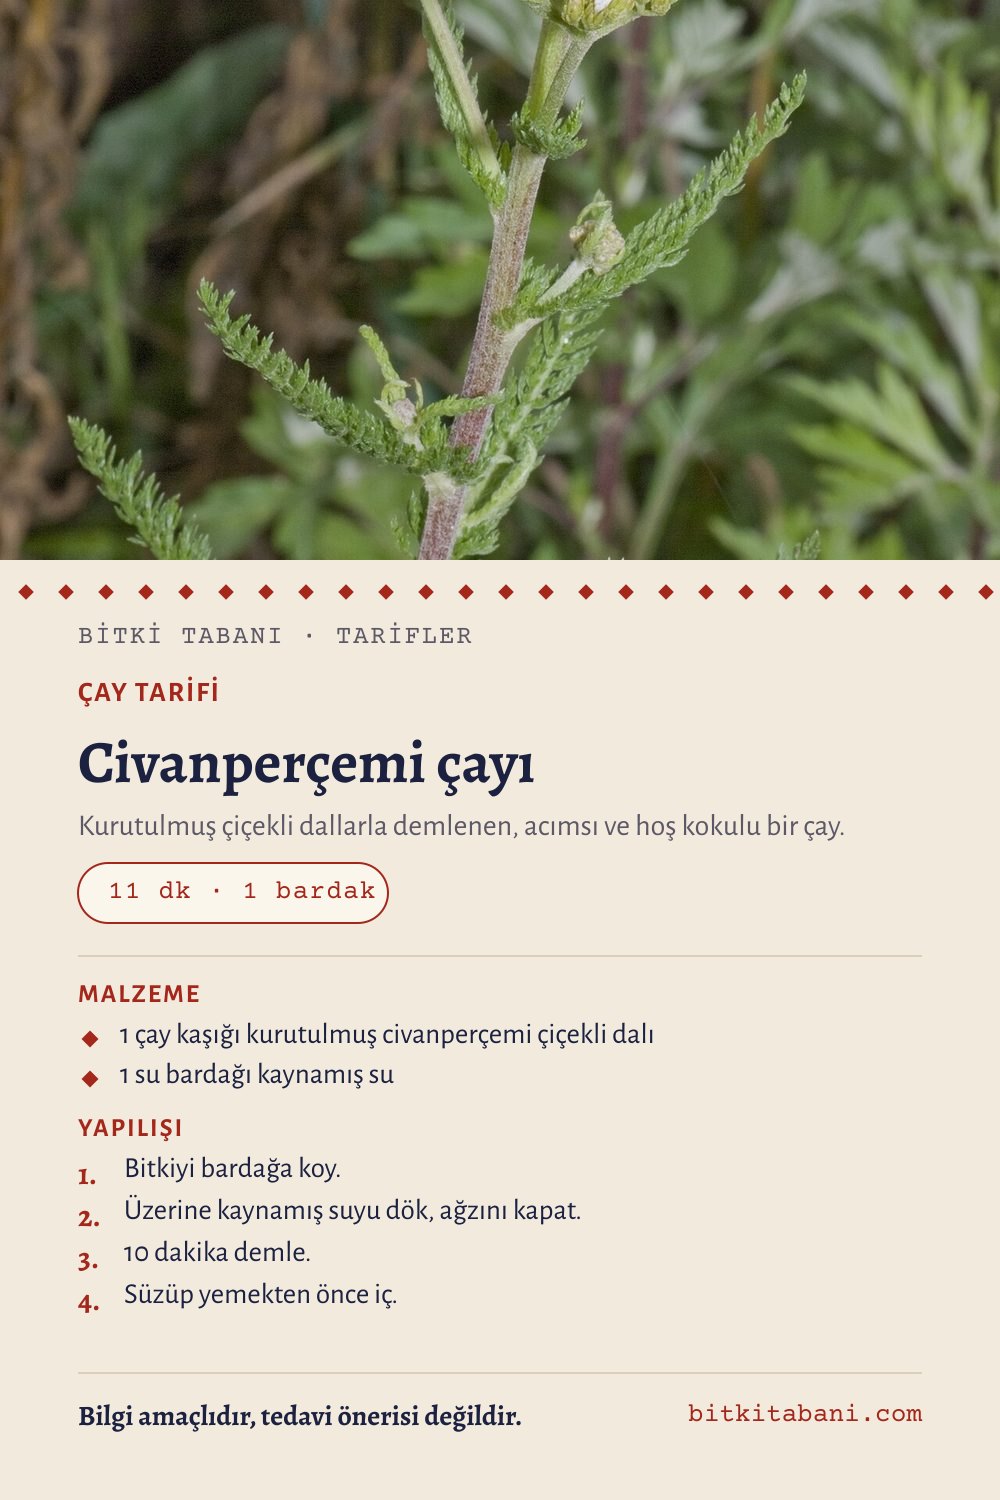 BİTKİ TABANI · TARİFLER
ÇAY TARİFİ
Civanperçemi çayı
Kurutulmuş çiçekli dallarla demlenen, acımsı ve hoş kokulu bir çay.
11 dk · 1 bardak
MALZEME
◆ 1 çay kaşığı kurutulmuş civanperçemi çiçekli dalı
◆ 1 su bardağı kaynamış su
YAPILIŞI
1. Bitkiyi bardağa koy.
2. Üzerine kaynamış suyu dök, ağzını kapat.
3. 10 dakika demle.
4. Süzüp yemekten önce iç.
Bilgi amaçlıdır, tedavi önerisi değildir.
bitkitabani.com